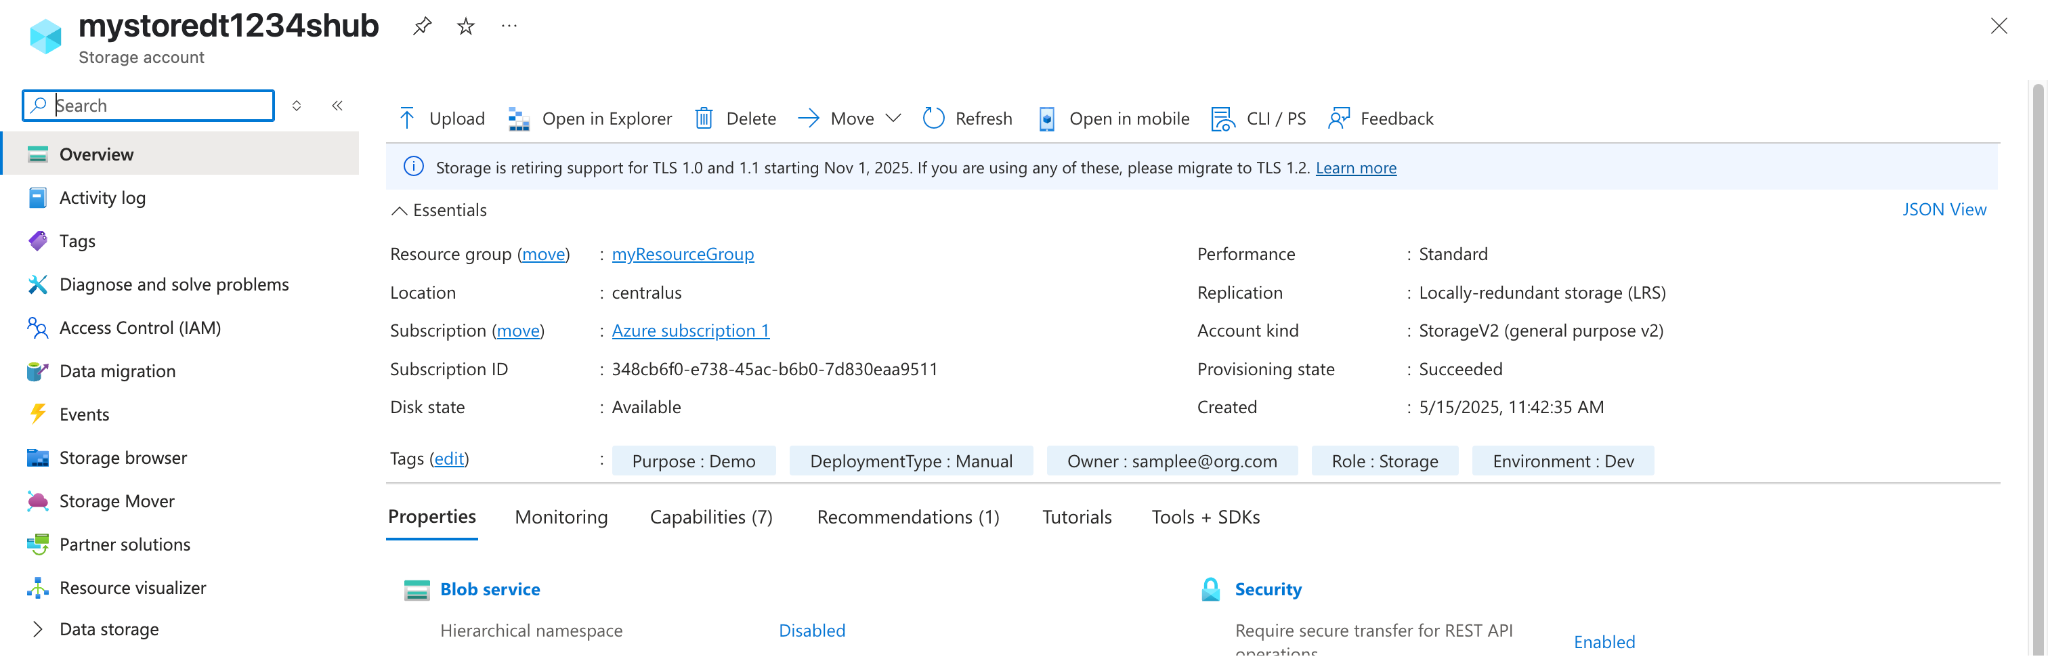 mystoredt1234shub
Storage account
Search
Overview
Activity log
Tags
Diagnose and solve problems
Access Control (IAM)
Data migration
Events
Storage browser
Storage Mover
Partner solutions
Resource visualizer
Data storage
Upload Open in Explorer Delete Move Refresh Open in mobile CLI / PS Feedback
Storage is retiring support for TLS 1.0 and 1.1 starting Nov 1, 2025. If you are using any of these, please migrate to TLS 1.2. Learn more
Essentials JSON View
Resource group (move) : myResourceGroup
Location : centralus
Subscription (move) : Azure subscription 1
Subscription ID : 348cb6f0-e738-45ac-b6b0-7d830eaa9511
Disk state : Available
Performance : Standard
Replication : Locally-redundant storage (LRS)
Account kind : StorageV2 (general purpose v2)
Provisioning state : Succeeded
Created : 5/15/2025, 11:42:35 AM
Tags (edit) : Purpose : Demo DeploymentType : Manual Owner : samplee@org.com Role : Storage Environment : Dev
Properties Monitoring Capabilities (7) Recommendations (1) Tutorials Tools + SDKs
Blob service
Hierarchical namespace Disabled
Security
Require secure transfer for REST API
operations Enabled